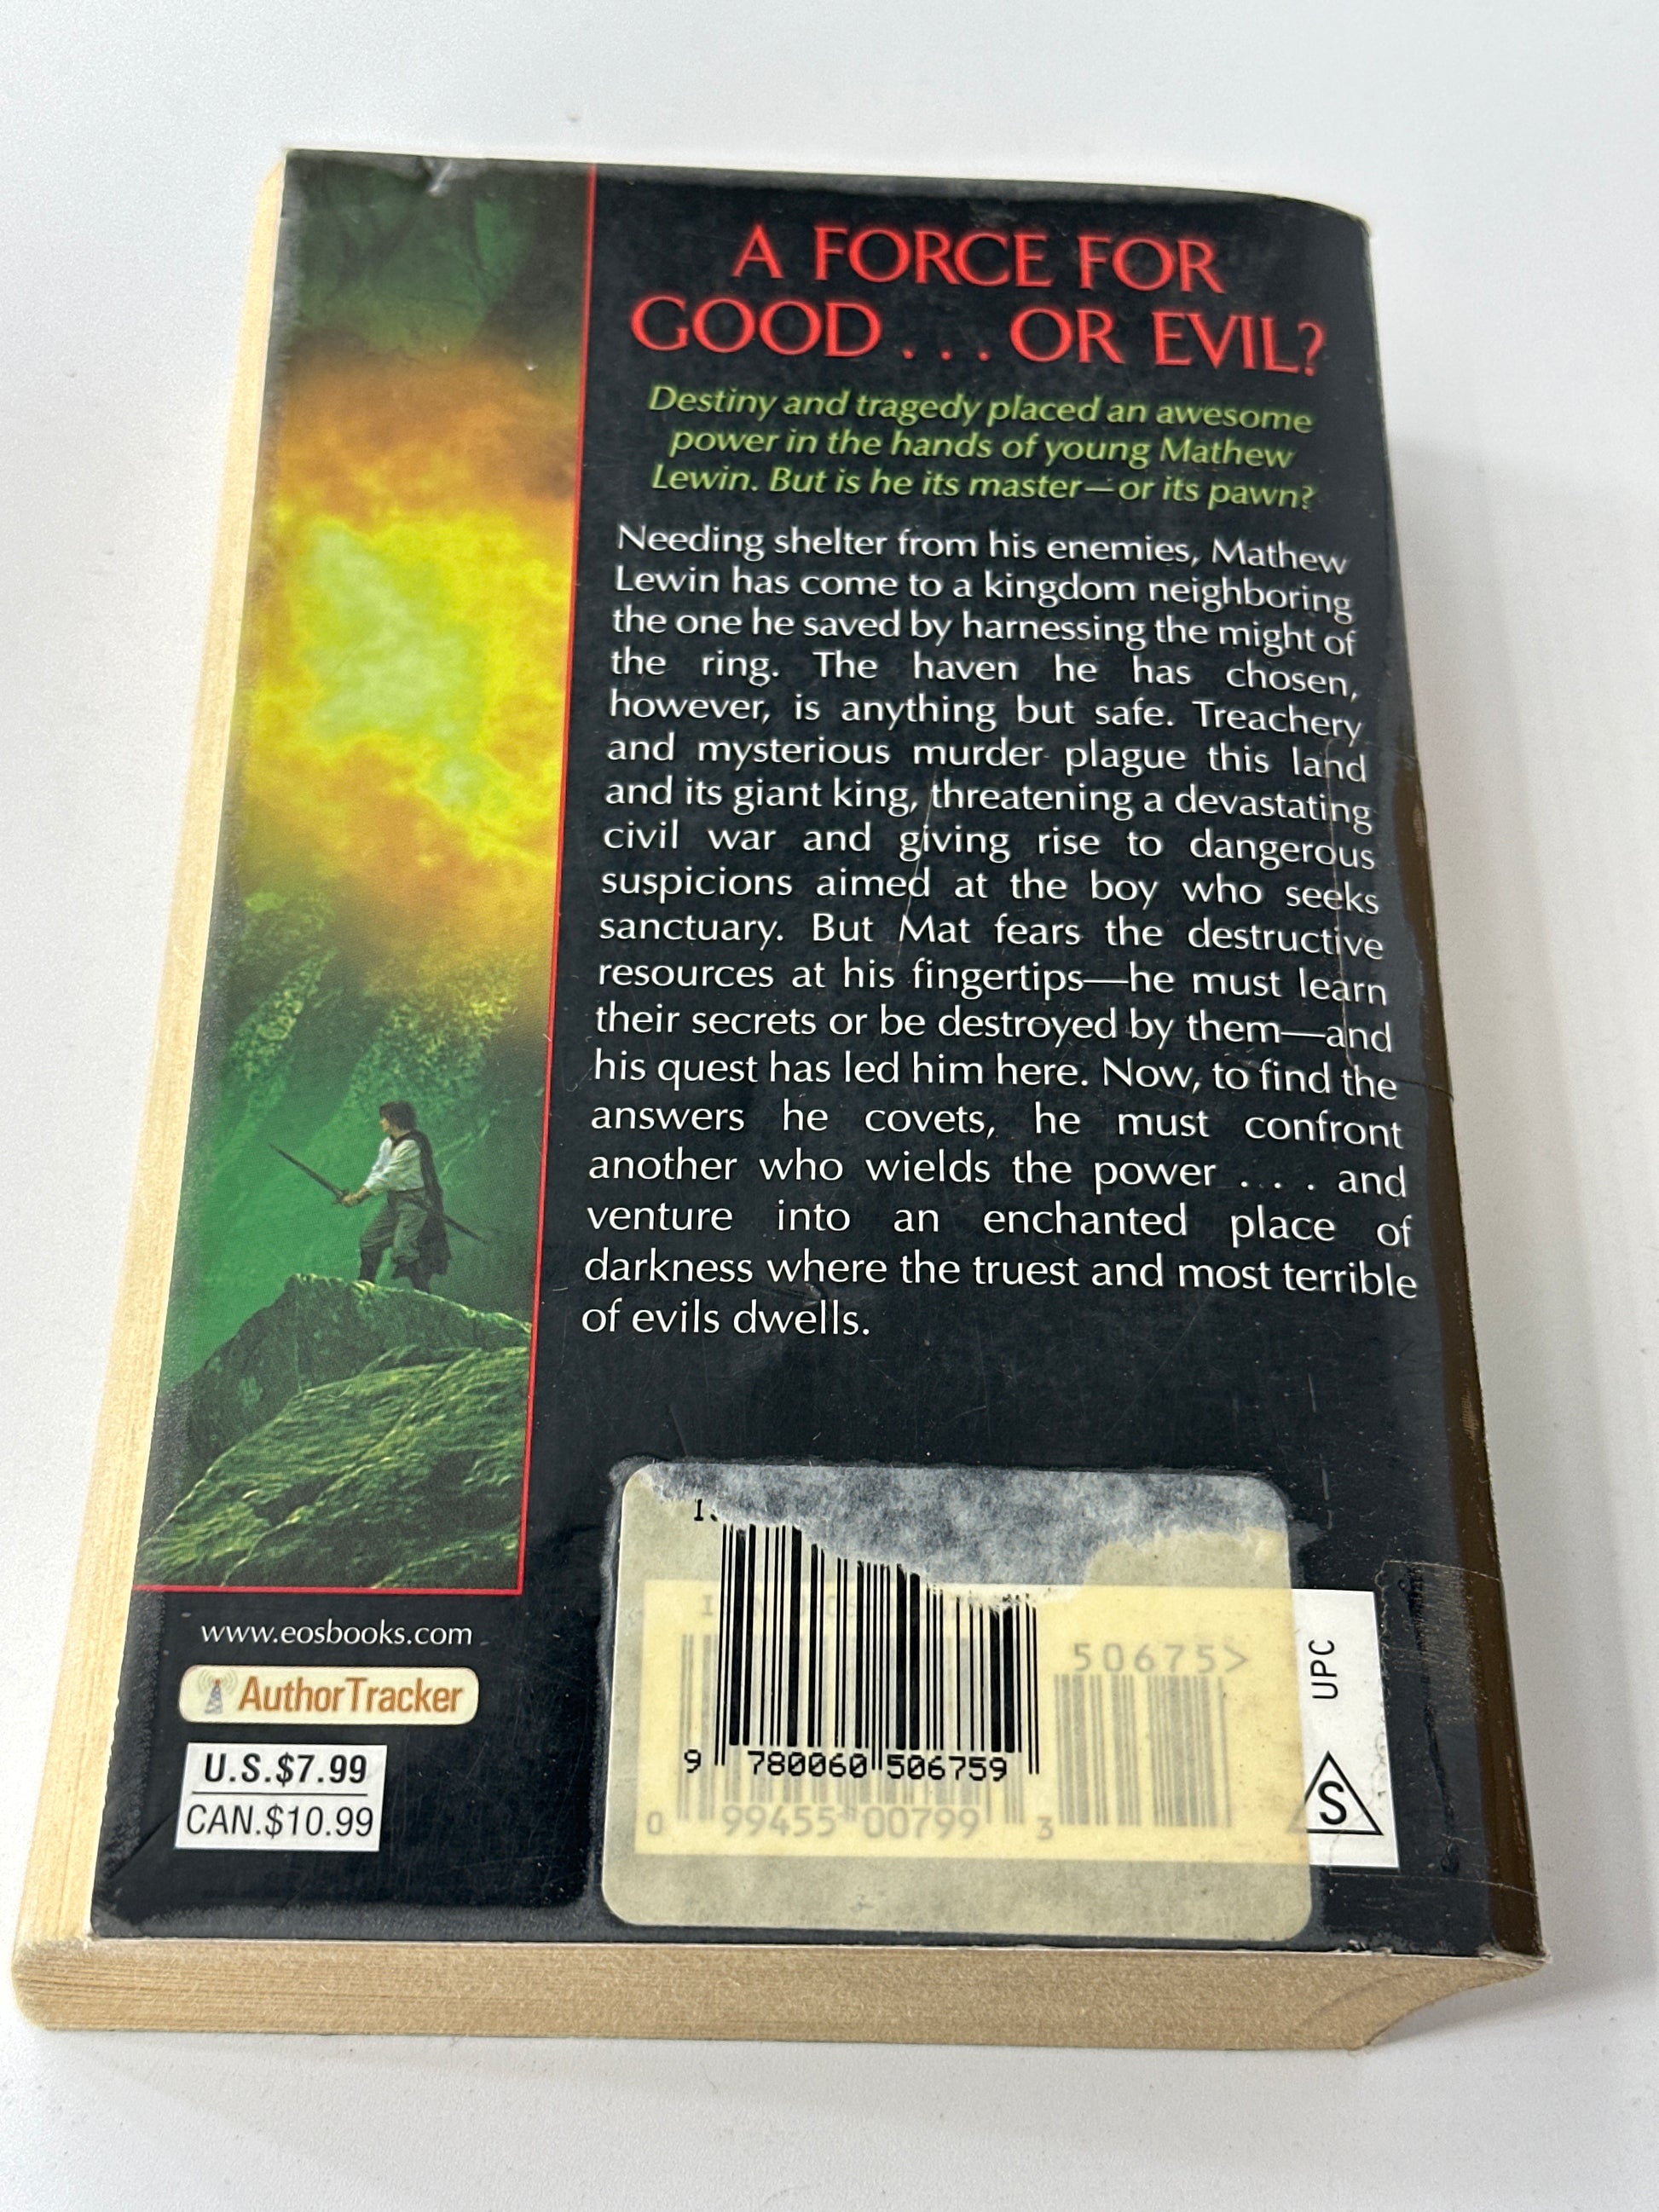 A FORCE FOR
GOOD . . . OR EVIL?
Destiny and tragedy placed an awesome
power in the hands of young Mathew
Lewin. But is he its master—or its pawn?
Needing shelter from his enemies, Mathew
Lewin has come to a kingdom neighboring
the one he saved by harnessing the might of
the ring. The haven he has chosen,
however, is anything but safe. Treachery
and mysterious murder plague this land
and its giant king, threatening a devastating
civil war and giving rise to dangerous
suspicions aimed at the boy who seeks
sanctuary. But Mat fears the destructive
resources at his fingertips—he must learn
their secrets or be destroyed by them—and
his quest has led him here. Now, to find the
answers he covets, he must confront
another who wields the power . . . and
venture into an enchanted place of
darkness where the truest and most terrible
of evils dwells.
www.eosbooks.com
AuthorTracker
U.S.$7.99
CAN.$10.99
50675>
9 780060 506759
0 99455 00799 3
UPC
S